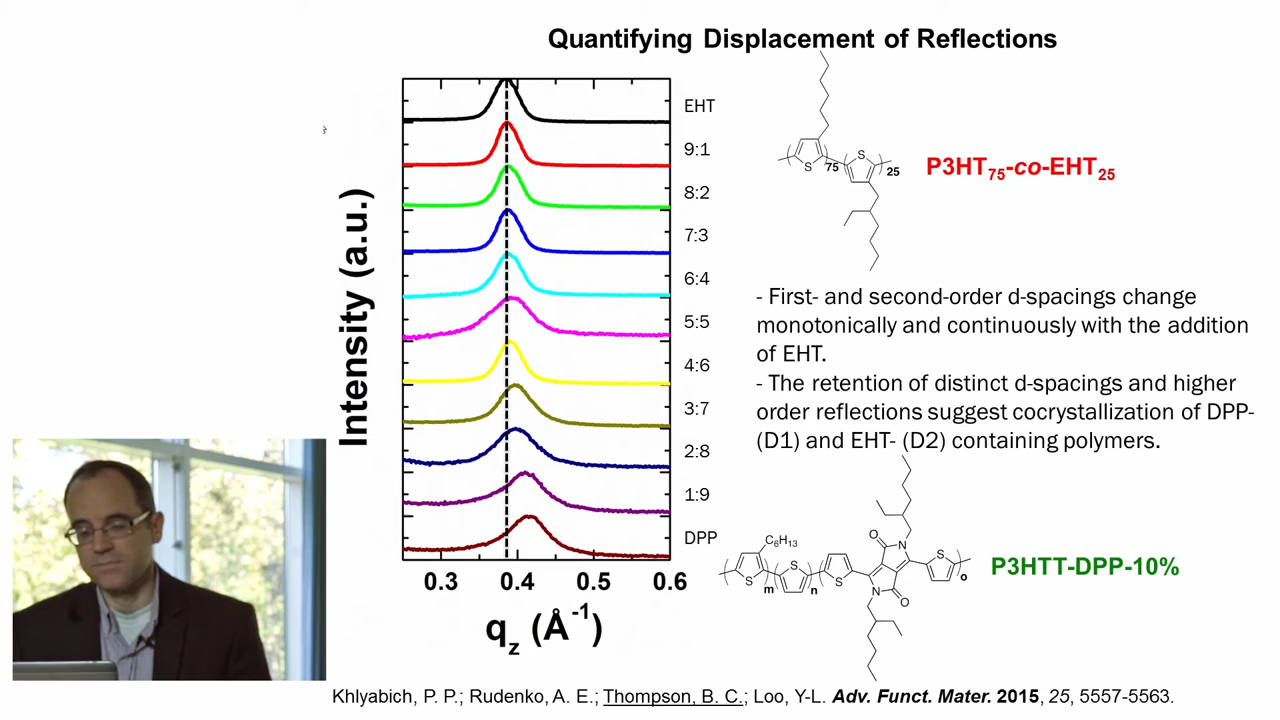 Quantifying Displacement of Reflections
EHT
9:1
8:2
7:3
6:4
5:5
4:6
3:7
2:8
1:9
DPP
Intensity (a.u.)
0.3 0.4 0.5 0.6
qz (Å-1)
S
75
S
25
P3HT75-co-EHT25
- First- and second-order d-spacings change
monotonically and continuously with the addition
of EHT.
- The retention of distinct d-spacings and higher
order reflections suggest cocrystallization of DPP-
(D1) and EHT- (D2) containing polymers.
C6H13
S
m
S
n
S
O
N
N
O
S
o
P3HTT-DPP-10%
Khlyabich, P. P.; Rudenko, A. E.; Thompson, B. C.; Loo, Y-L. Adv. Funct. Mater. 2015, 25, 5557-5563.